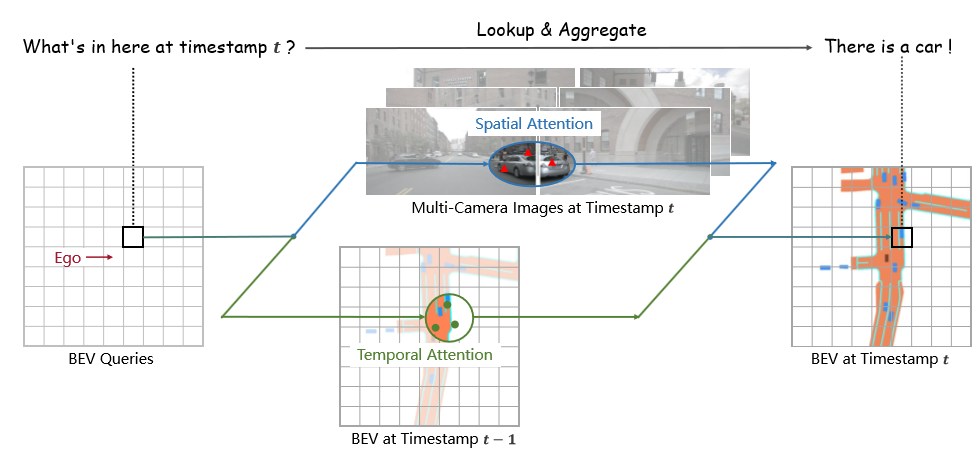 Lookup & Aggregate
What's in here at timestamp t ?
There is a car !
Spatial Attention
Multi-Camera Images at Timestamp t
Ego
Temporal Attention
BEV Queries
BEV at Timestamp t
BEV at Timestamp t − 1